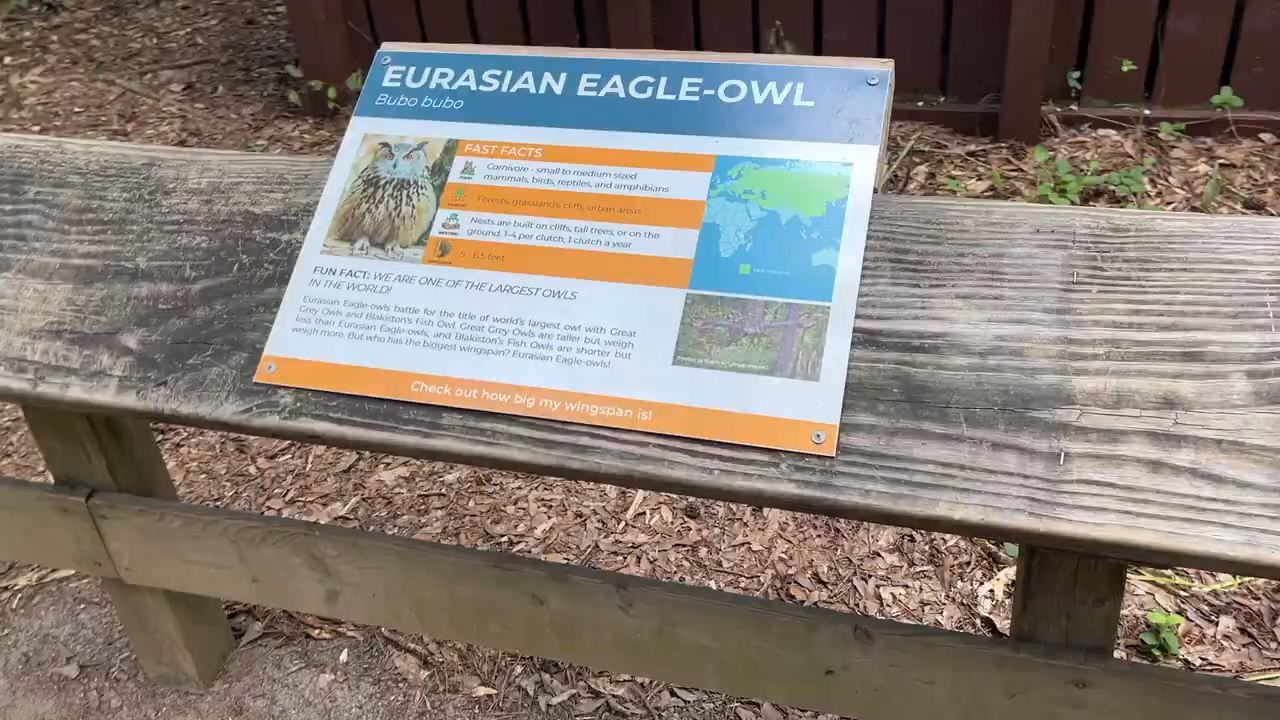 EURASIAN EAGLE-OWL
Bubo bubo
FAST FACTS
Carnivore - small to medium sized
mammals, birds, reptiles, and amphibians
Forests, grasslands, cliffs, urban areas
Nests are built on cliffs, tall trees, or on the
ground. 1-4 per clutch, 1 clutch a year
5 - 6.5 feet
FUN FACT: WE ARE ONE OF THE LARGEST OWLS
IN THE WORLD!
Eurasian Eagle-owls battle for the title of world's largest owl with Great
Grey Owls and Blakiston's Fish Owl. Great Grey Owls are taller but weigh
less than Eurasian Eagle-owls, and Blakiston's Fish Owls are shorter but
weigh more. But who has the biggest wingspan? Eurasian Eagle-owls!
Check out how big my wingspan is!